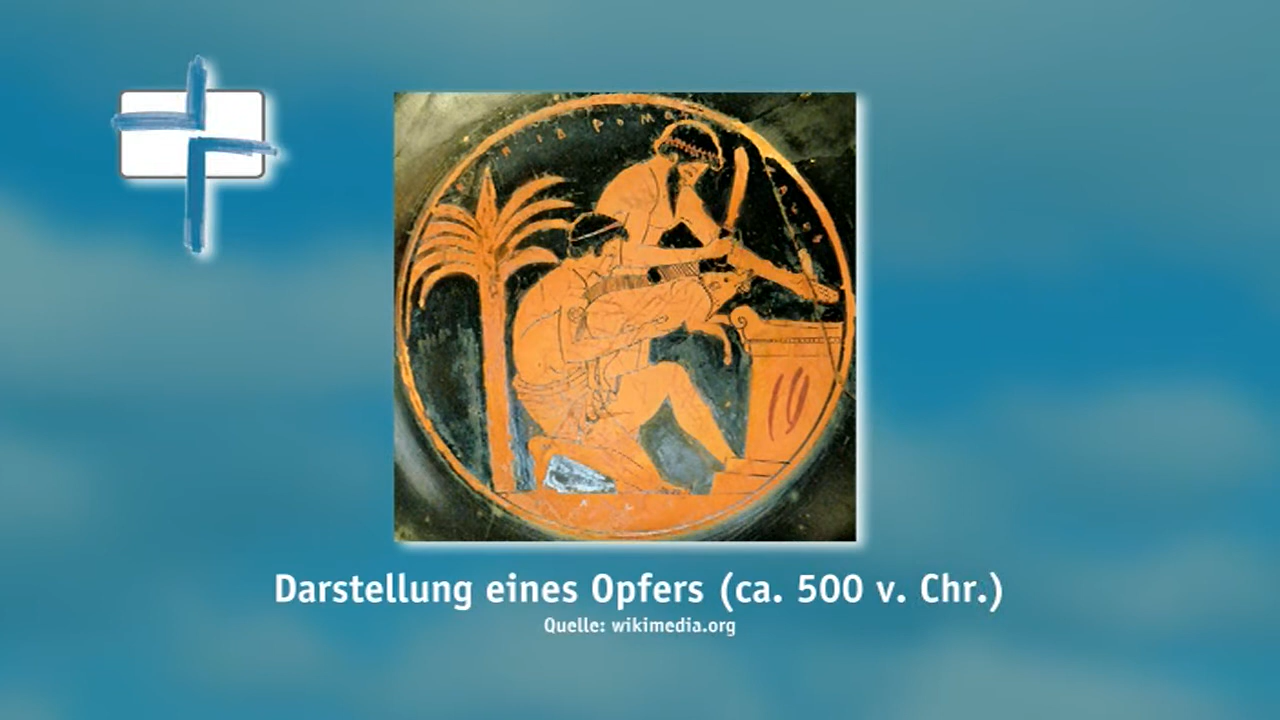 Darstellung eines Opfers (ca. 500 v. Chr.)
Quelle: wikimedia.org